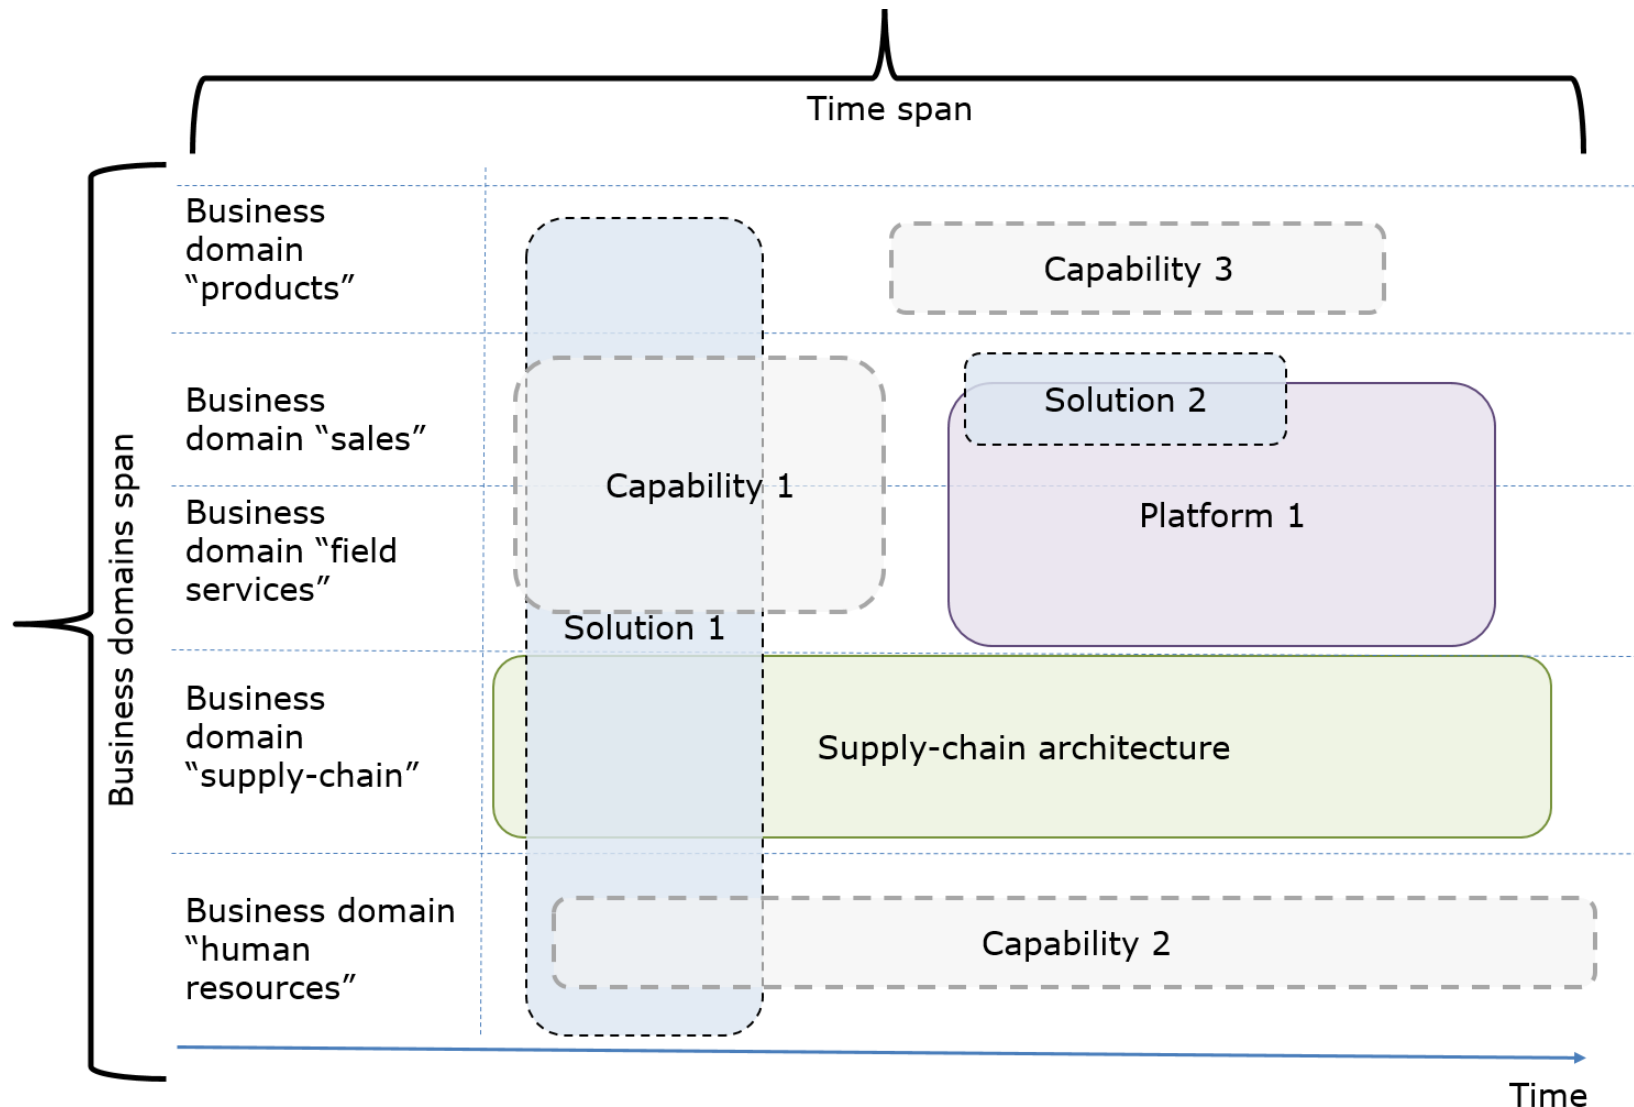 Time span
Business domains span
Business
domain
“products”
Capability 3
Business
domain “sales”
Solution 2
Capability 1
Business
domain “field
services”
Platform 1
Solution 1
Business
domain
“supply-chain”
Supply-chain architecture
Business domain
“human
resources”
Capability 2
Time